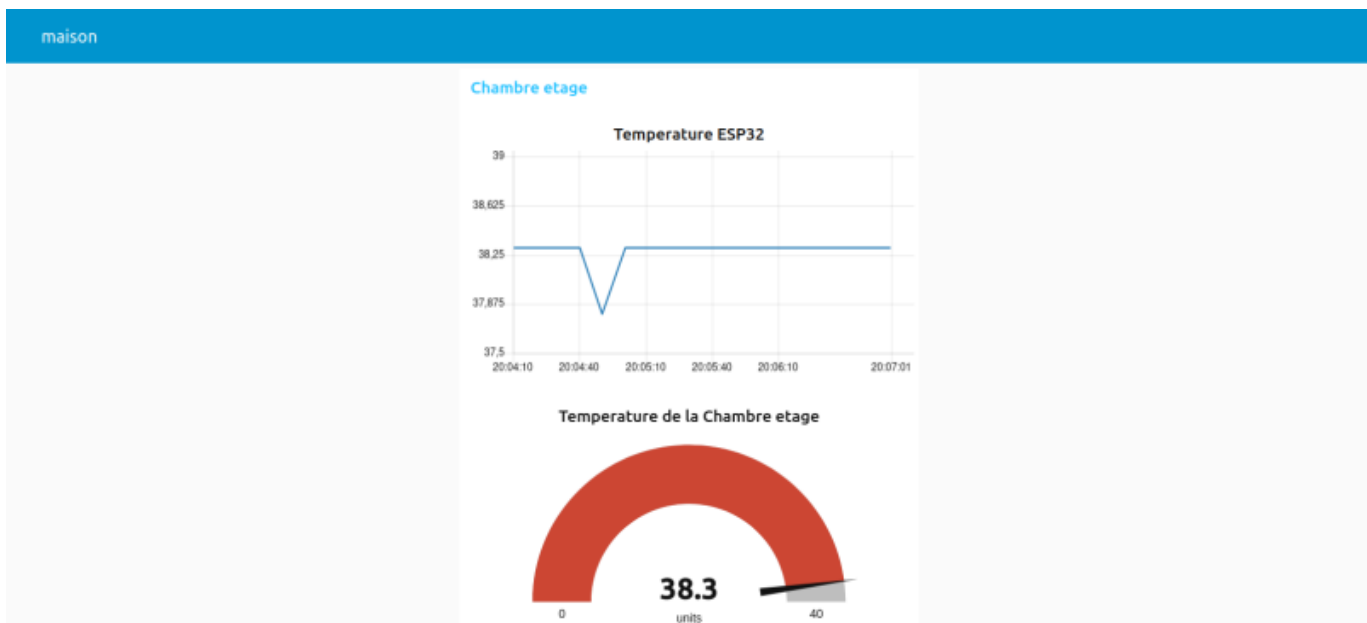 maison
Chambre etage
Temperature ESP32
39
38,625
38,25
37,875
37,5
20:04:10 20:04:40 20:05:10 20:05:40 20:06:10 20:07:01
Temperature de la Chambre etage
38.3
units
0 40